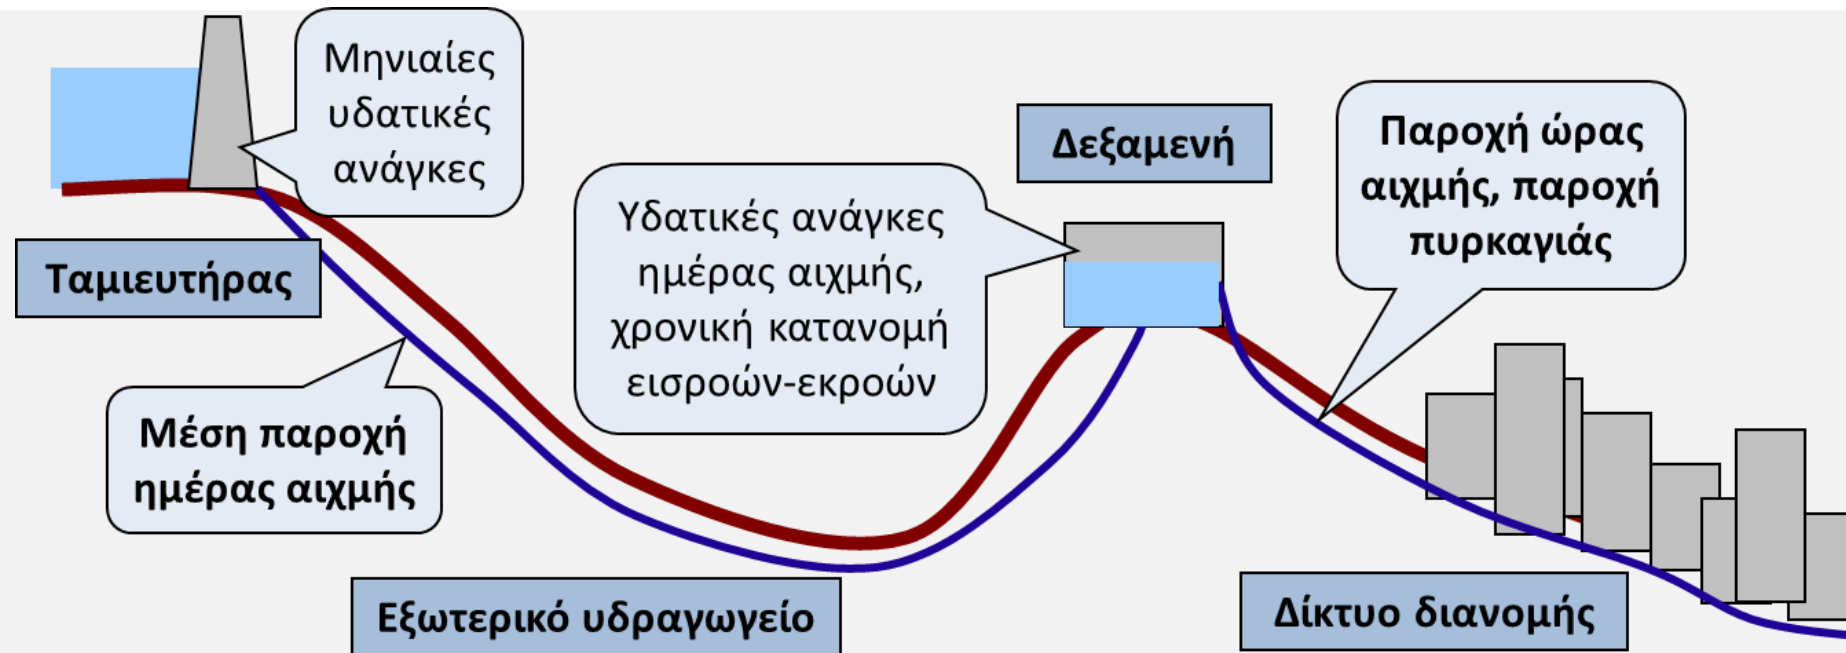 Μηνιαίες
υδατικές
ανάγκες
Ταμιευτήρας
Μέση παροχή
ημέρας αιχμής
Εξωτερικό υδραγωγείο
Υδατικές ανάγκες
ημέρας αιχμής,
χρονική κατανομή
εισροών-εκροών
Δεξαμενή
Παροχή ώρας
αιχμής, παροχή
πυρκαγιάς
Δίκτυο διανομής